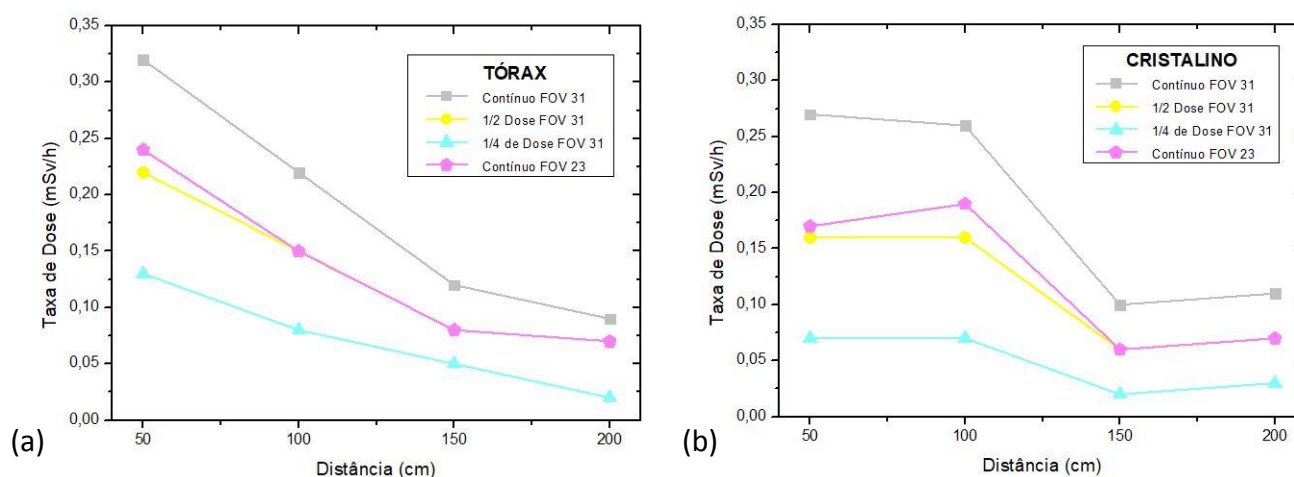 TÓRAX
Contínuo FOV 31
1/2 Dose FOV 31
1/4 de Dose FOV 31
Contínuo FOV 23
Taxa de Dose (mSv/h)
0,35
0,30
0,25
0,20
0,15
0,10
0,05
0,00
50 100 150 200
Distância (cm)
(a)
CRISTALINO
Contínuo FOV 31
1/2 Dose FOV 31
1/4 de Dose FOV 31
Contínuo FOV 23
Taxa de Dose (mSv/h)
0,35
0,30
0,25
0,20
0,15
0,10
0,05
0,00
50 100 150 200
Distância (cm)
(b)